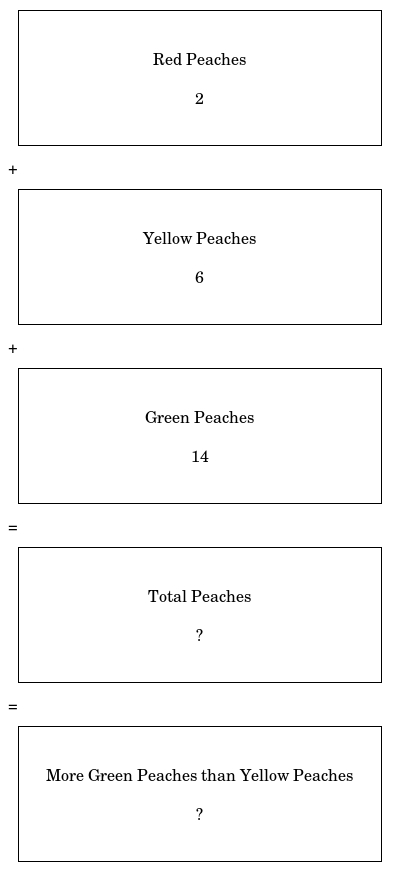 Red Peaches
2
+
Yellow Peaches
6
+
Green Peaches
14
=
Total Peaches
?
=
More Green Peaches than Yellow Peaches
?